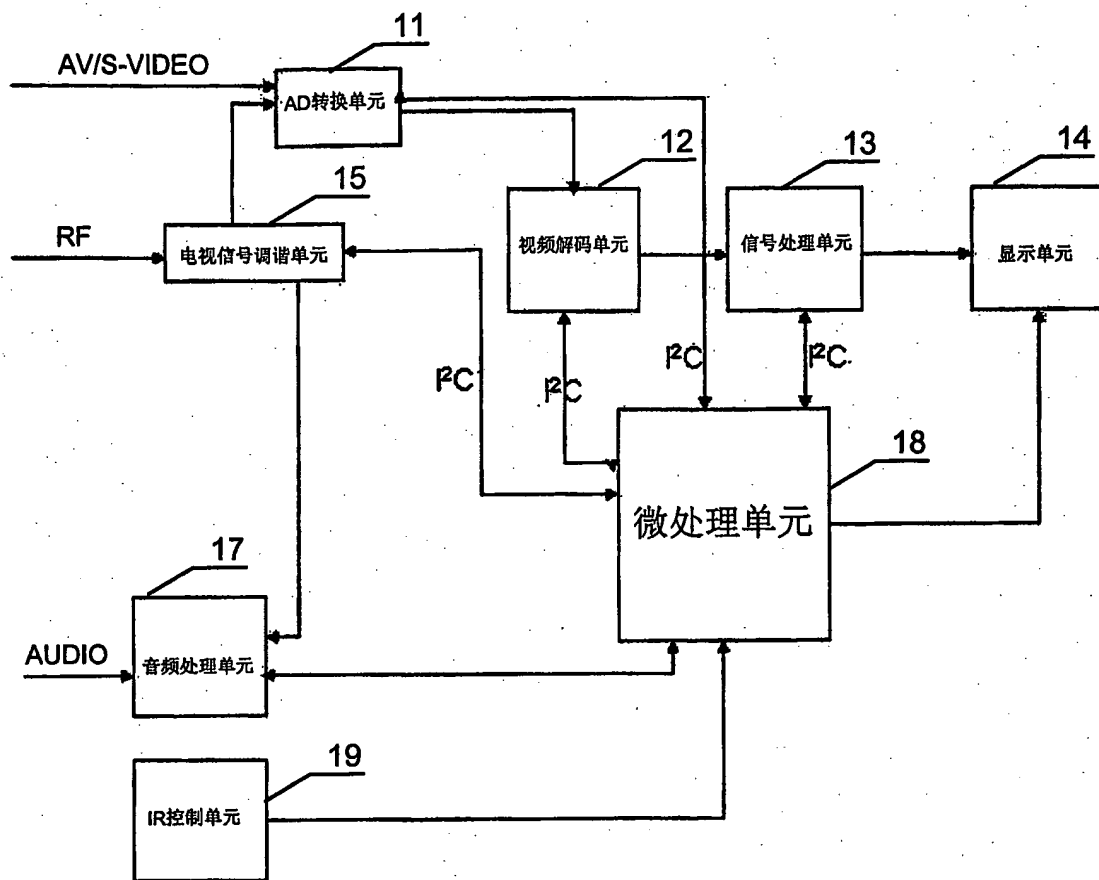 11
AV/S-VIDEO
AD转换单元
15
RF
电视信号调谐单元
12
视频解码单元
13
信号处理单元
14
显示单元
I²C
I²C
I²C
I²C
18
微处理单元
17
AUDIO
音频处理单元
19
IR控制单元